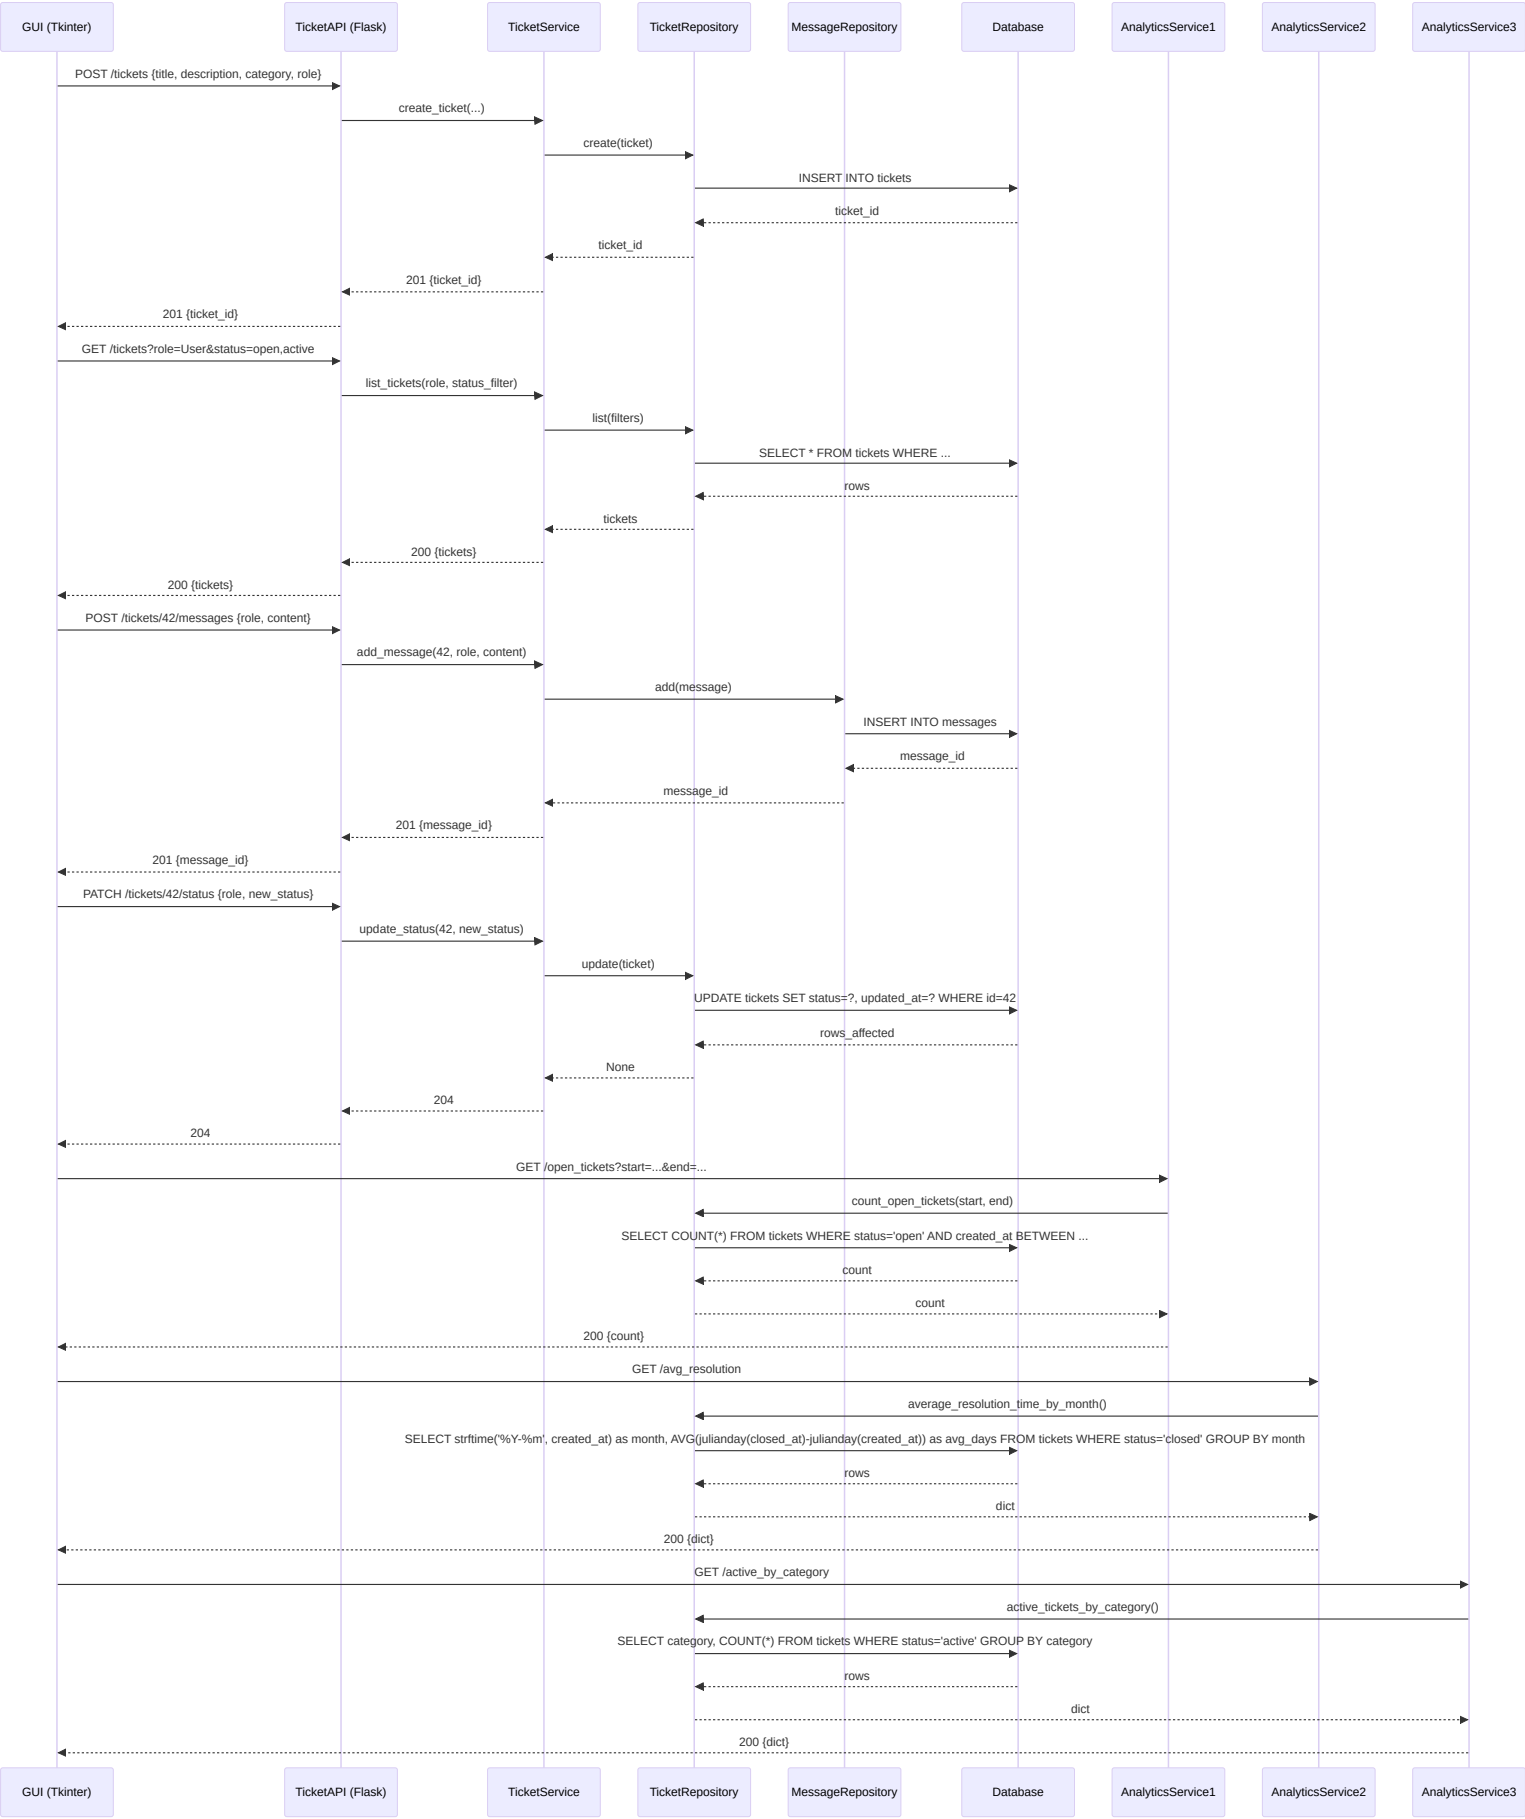 GUI (Tkinter)
TicketAPI (Flask)
TicketService
TicketRepository
MessageRepository
Database
AnalyticsService1
AnalyticsService2
AnalyticsService3
POST /tickets {title, description, category, role}
create_ticket(...)
create(ticket)
INSERT INTO tickets
ticket_id
ticket_id
201 {ticket_id}
201 {ticket_id}
GET /tickets?role=User&status=open,active
list_tickets(role, status_filter)
list(filters)
SELECT * FROM tickets WHERE ...
rows
tickets
200 {tickets}
200 {tickets}
POST /tickets/42/messages {role, content}
add_message(42, role, content)
add(message)
INSERT INTO messages
message_id
message_id
201 {message_id}
201 {message_id}
PATCH /tickets/42/status {role, new_status}
update_status(42, new_status)
update(ticket)
UPDATE tickets SET status=?, updated_at=? WHERE id=42
rows_affected
None
204
204
GET /open_tickets?start=...&end=...
count_open_tickets(start, end)
SELECT COUNT(*) FROM tickets WHERE status='open' AND created_at BETWEEN ...
count
count
200 {count}
GET /avg_resolution
average_resolution_time_by_month()
SELECT strftime('%Y-%m', created_at) as month, AVG(julianday(closed_at)-julianday(created_at)) as avg_days FROM tickets WHERE status='closed' GROUP BY month
rows
dict
200 {dict}
GET /active_by_category
active_tickets_by_category()
SELECT category, COUNT(*) FROM tickets WHERE status='active' GROUP BY category
rows
dict
200 {dict}
GUI (Tkinter)
TicketAPI (Flask)
TicketService
TicketRepository
MessageRepository
Database
AnalyticsService1
AnalyticsService2
AnalyticsService3